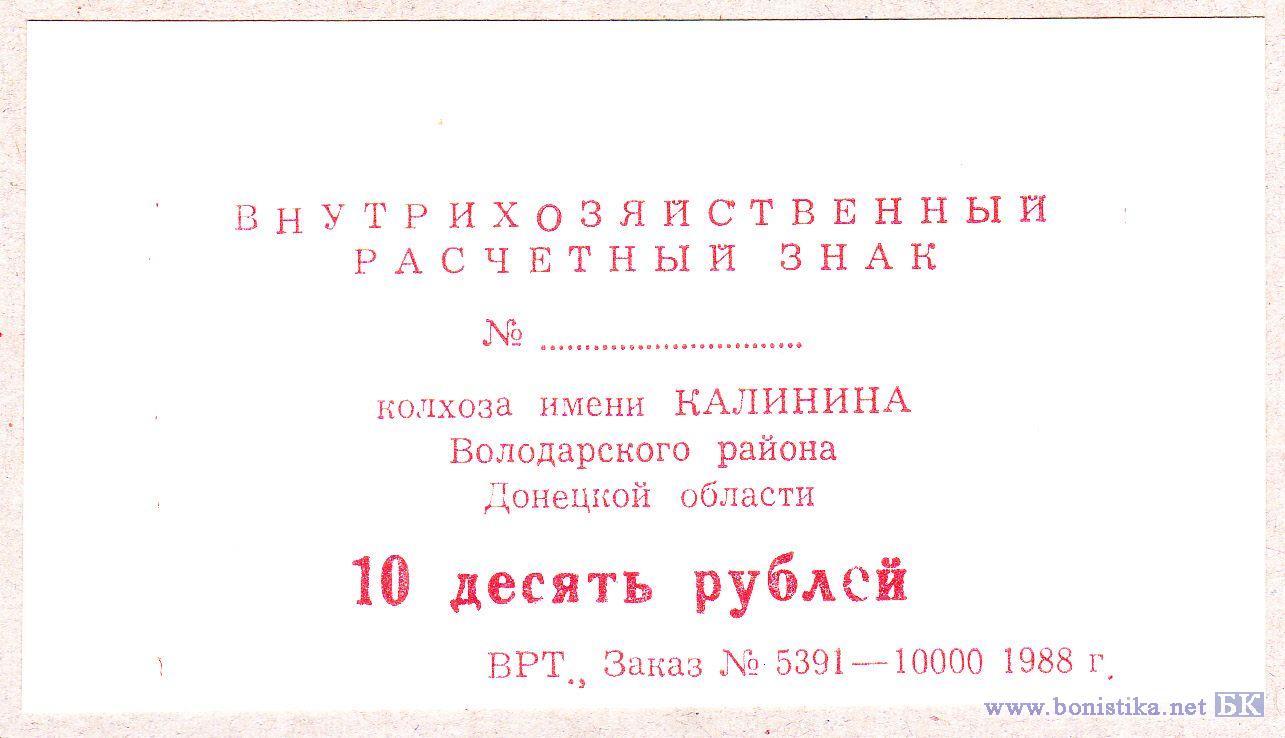 ВНУТРИХОЗЯЙСТВЕННЫЙ
РАСЧЕТНЫЙ ЗНАК
№ ..............................
колхоза имени КАЛИНИНА
Володарского района
Донецкой области
10 десять рублей
ВРТ., Заказ № 5391—10000 1988 г.
www.bonistika.net БК